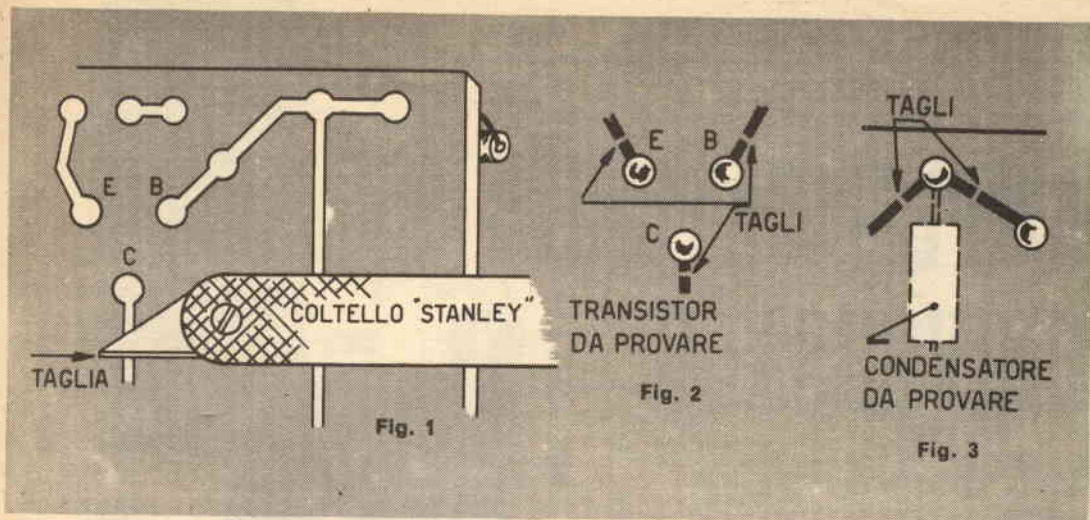 E
B
C
COLTELLO "STANLEY"
TAGLIA
Fig. 1
E
B
C
TAGLI
TRANSISTOR
DA PROVARE
Fig. 2
TAGLI
CONDENSATORE
DA PROVARE
Fig. 3